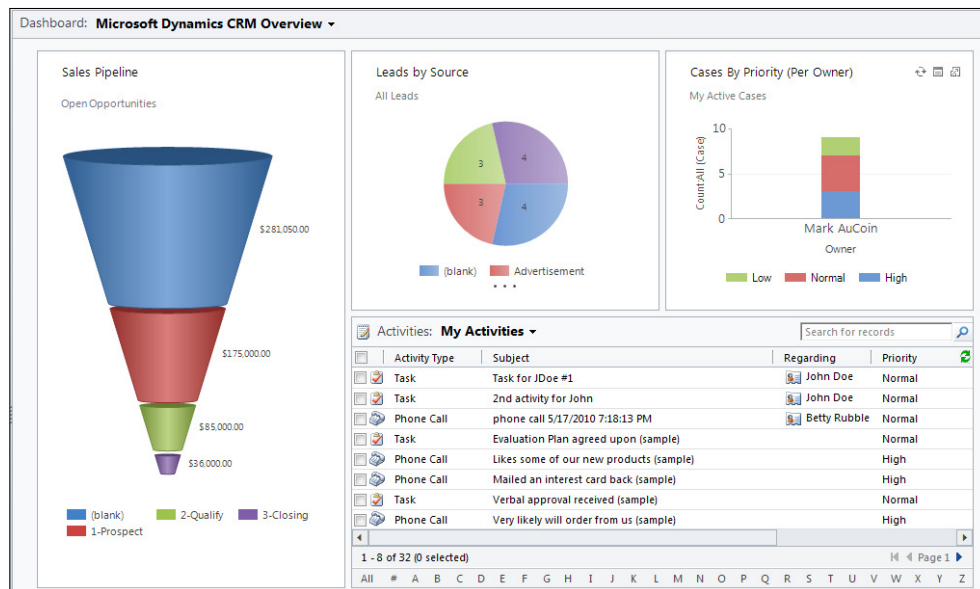 Dashboard: Microsoft Dynamics CRM Overview
Sales Pipeline
Open Opportunities
$281,050.00
$175,000.00
$85,000.00
$36,000.00
(blank) 2-Qualify 3-Closing
1-Prospect
Leads by Source
All Leads
3 4
3 4
(blank) Advertisement
• • •
Cases By Priority (Per Owner)
My Active Cases
Count:All (Case)
10
5
0
Mark AuCoin
Owner
Low Normal High
Activities: My Activities Search for records
Activity Type Subject Regarding Priority
Task Task for JDoe #1 John Doe Normal
Task 2nd activity for John John Doe Normal
Phone Call phone call 5/17/2010 7:18:13 PM Betty Rubble Normal
Task Evaluation Plan agreed upon (sample) Normal
Phone Call Likes some of our new products (sample) High
Phone Call Mailed an interest card back (sample) High
Task Verbal approval received (sample) Normal
Phone Call Very likely will order from us (sample) High
1 - 8 of 32 (0 selected) Page 1
All # A B C D E F G H I J K L M N O P Q R S T U V W X Y Z